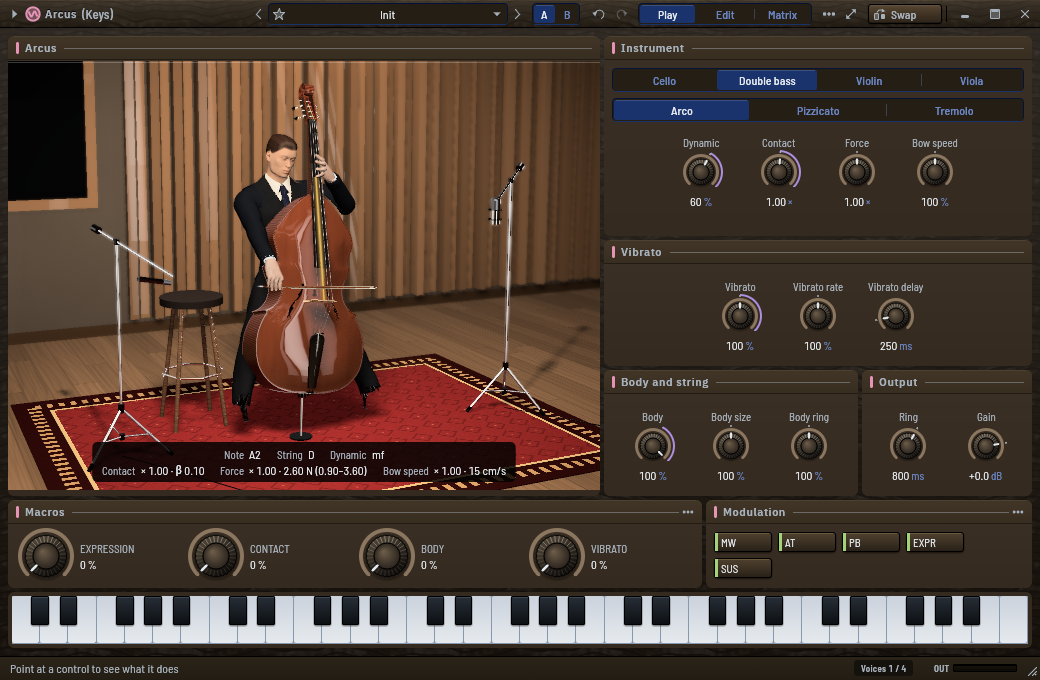 Arcus (Keys)
Init
A B
Play Edit Matrix
Swap
Arcus
Note A2 String D Dynamic mf
Contact × 1.00 · β 0.10 Force × 1.00 · 2.60 N (0.90–3.60) Bow speed × 1.00 · 15 cm/s
Instrument
Cello Double bass Violin Viola
Arco Pizzicato Tremolo
Dynamic Contact Force Bow speed
60 % 1.00 × 1.00 × 100 %
Vibrato
Vibrato Vibrato rate Vibrato delay
100 % 100 % 250 ms
Body and string
Body Body size Body ring
100 % 100 % 100 %
Output
Ring Gain
800 ms +0.0 dB
Macros
EXPRESSION
0 %
CONTACT
0 %
BODY
0 %
VIBRATO
0 %
Modulation
MW AT PB EXPR
SUS
Point at a control to see what it does
Voices 1 / 4 OUT